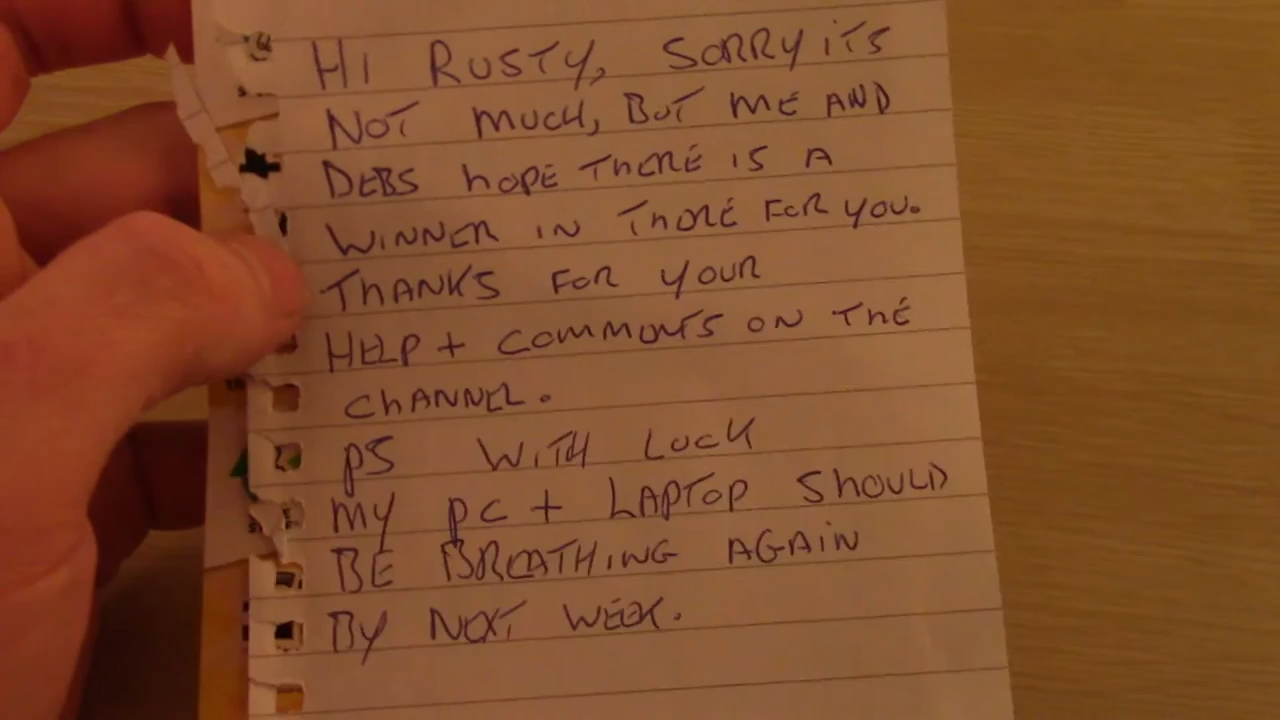 HI RUSTY, SORRY ITS
NOT MUCH, BUT ME AND
DEBS HOPE THERE IS A
WINNER IN THERE FOR YOU.
THANKS FOR YOUR
HELP + COMMENTS ON THE
CHANNEL.
PS WITH LUCK
MY PC + LAPTOP SHOULD
BE BREATHING AGAIN
BY NEXT WEEK.